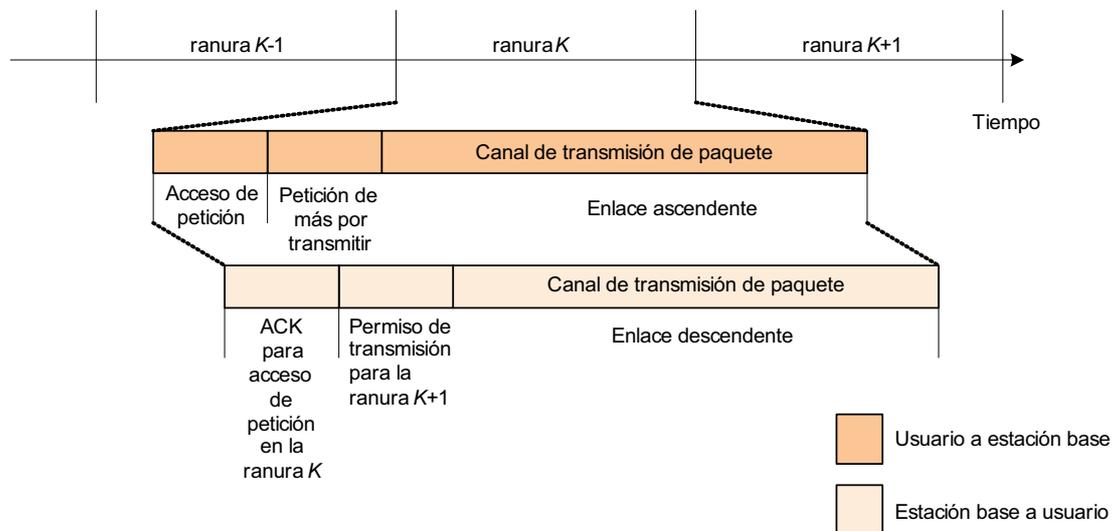 ranura K-1
ranura K
ranura K+1
Tiempo
Canal de transmisión de paquete
Acceso de
petición
Petición de
más por
transmitir
Enlace ascendente
Canal de transmisión de paquete
ACK
para
acceso
de
petición
en la
ranura K
Permiso de
transmisión
para la
ranura K+1
Enlace descendente
Usuario a estación base
Estación base a usuario